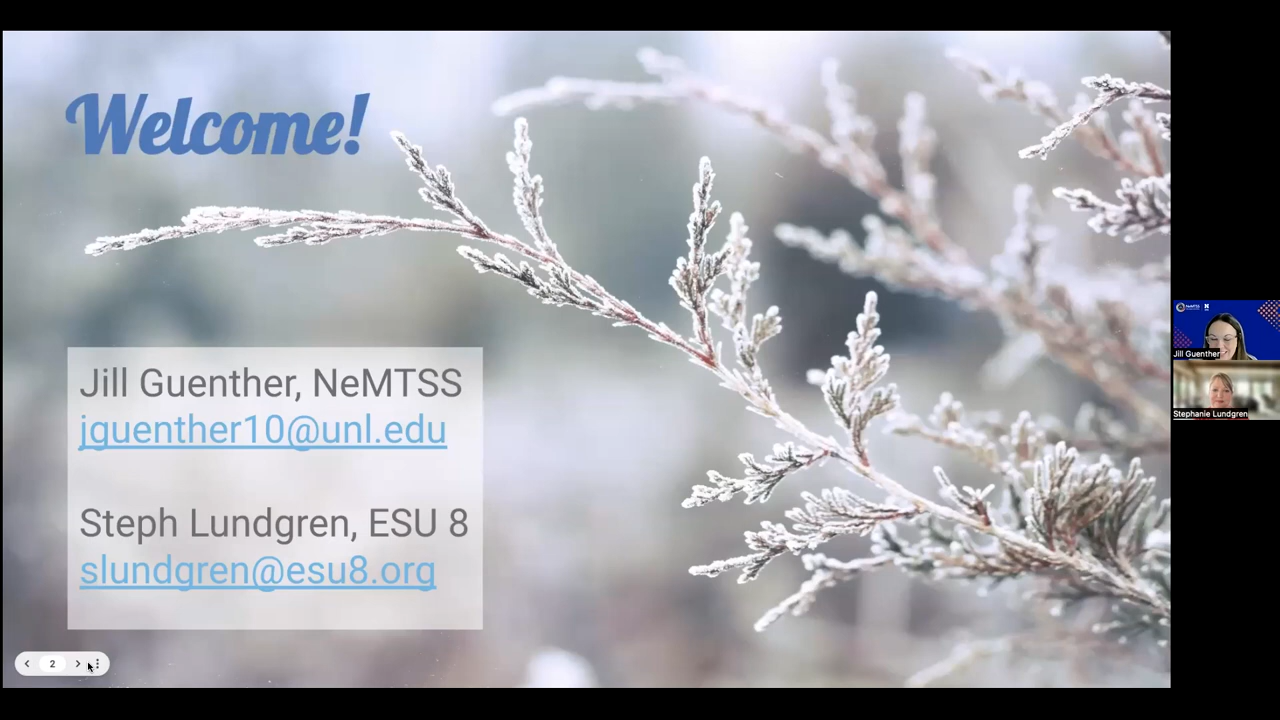 Welcome!
Jill Guenther, NeMTSS
jguenther10@unl.edu
Steph Lundgren, ESU 8
slundgren@esu8.org
2
NeMTSS
Jill Guenther
Stephanie Lundgren